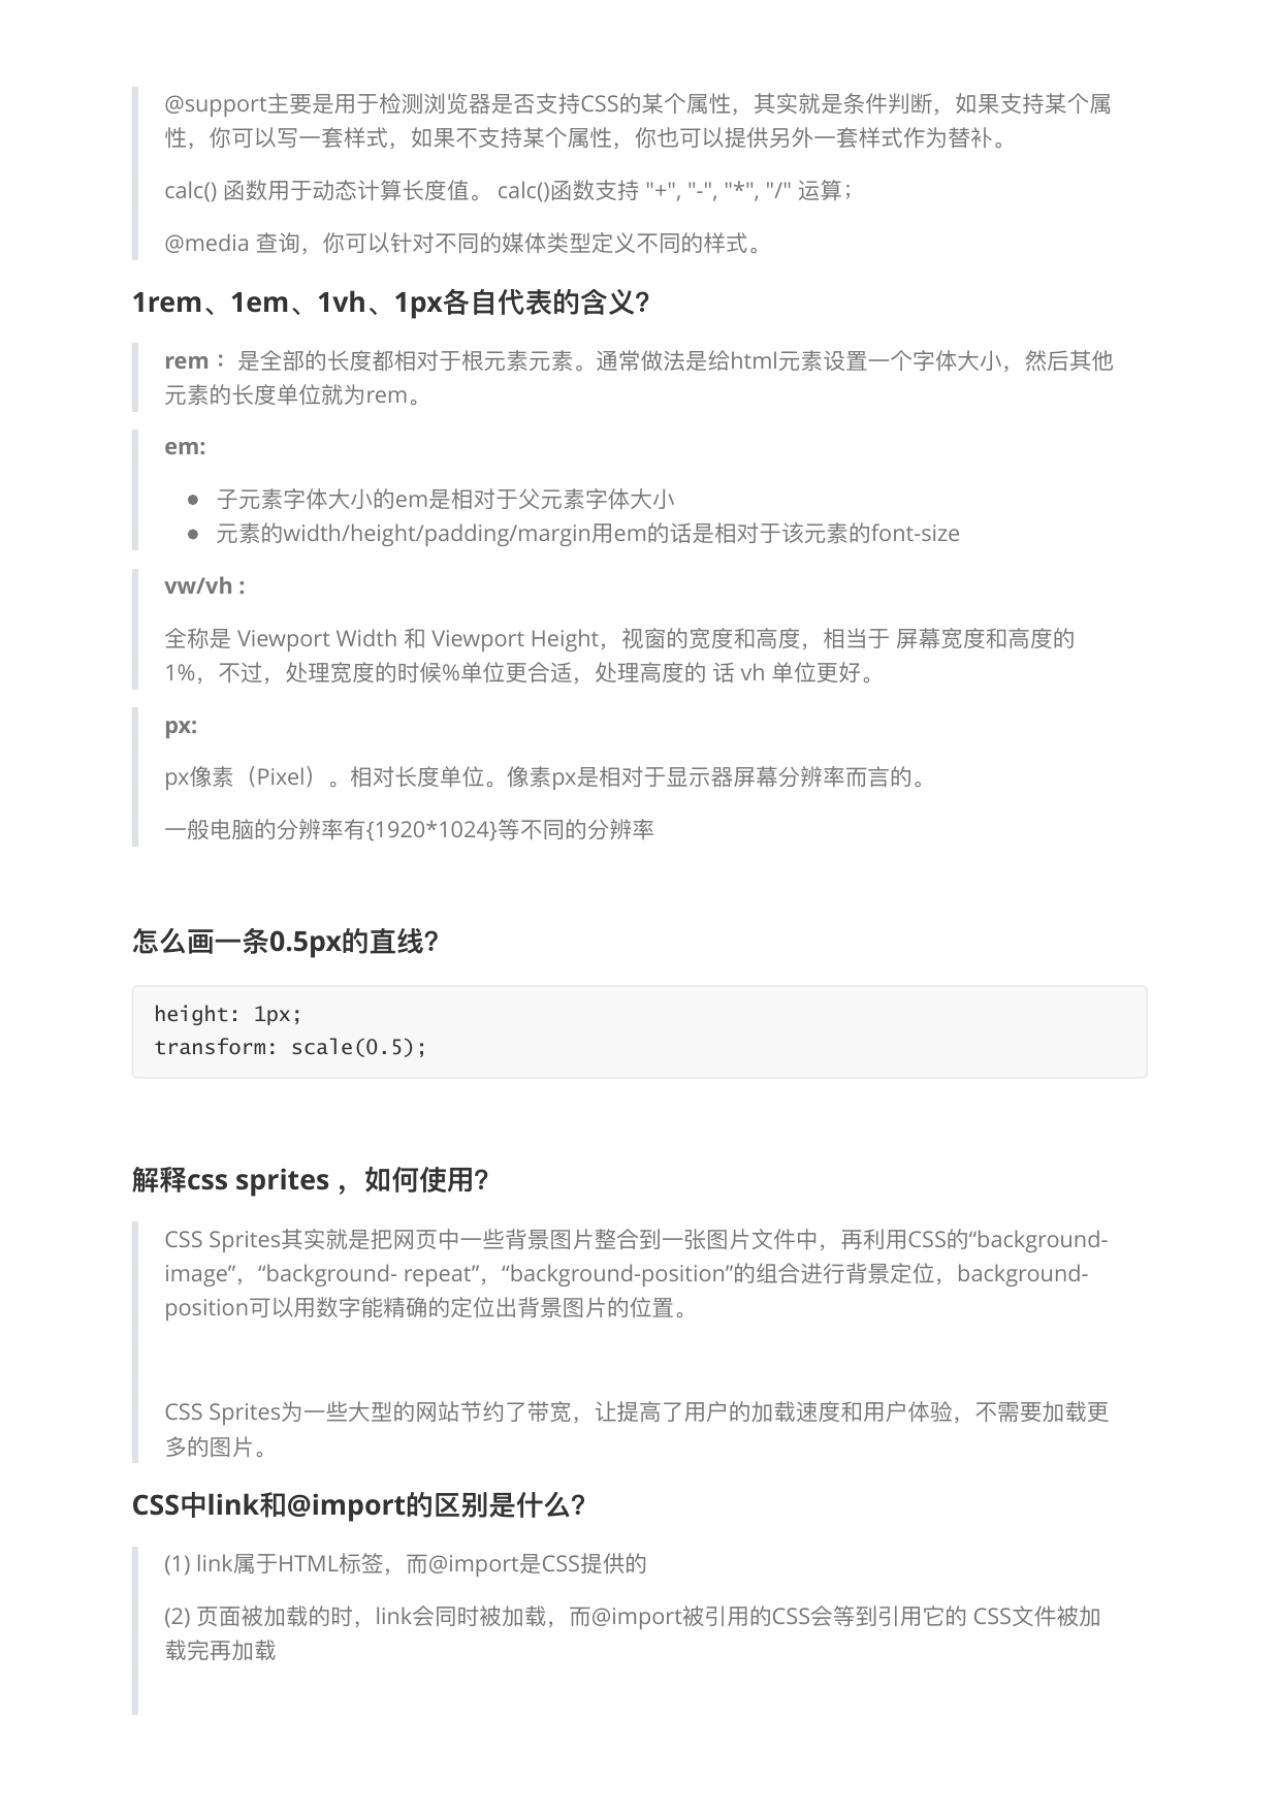 @support主要是用于检测浏览器是否支持CSS的某个属性，其实就是条件判断，如果支持某个属
性，你可以写一套样式，如果不支持某个属性，你也可以提供另外一套样式作为替补。
calc() 函数用于动态计算长度值。 calc()函数支持 "+", "-", "*", "/" 运算；
@media 查询，你可以针对不同的媒体类型定义不同的样式。
1rem、1em、1vh、1px各自代表的含义？
rem： 是全部的长度都相对于根元素元素。通常做法是给html元素设置一个字体大小，然后其他
元素的长度单位就为rem。
em:
● 子元素字体大小的em是相对于父元素字体大小
● 元素的width/height/padding/margin用em的话是相对于该元素的font-size
vw/vh :
全称是 Viewport Width 和 Viewport Height，视窗的宽度和高度，相当于 屏幕宽度和高度的
1%，不过，处理宽度的时候%单位更合适，处理高度的 话 vh 单位更好。
px:
px像素（Pixel）。相对长度单位。像素px是相对于显示器屏幕分辨率而言的。
一般电脑的分辨率有{1920*1024}等不同的分辨率
怎么画一条0.5px的直线？
height: 1px;
transform: scale(0.5);
解释css sprites ，如何使用？
CSS Sprites其实就是把网页中一些背景图片整合到一张图片文件中，再利用CSS的“background-
image”，“background- repeat”，“background-position”的组合进行背景定位，background-
position可以用数字能精确的定位出背景图片的位置。
CSS Sprites为一些大型的网站节约了带宽，让提高了用户的加载速度和用户体验，不需要加载更
多的图片。
CSS中link和@import的区别是什么？
(1) link属于HTML标签，而@import是CSS提供的
(2) 页面被加载的时，link会同时被加载，而@import被引用的CSS会等到引用它的 CSS文件被加
载完再加载